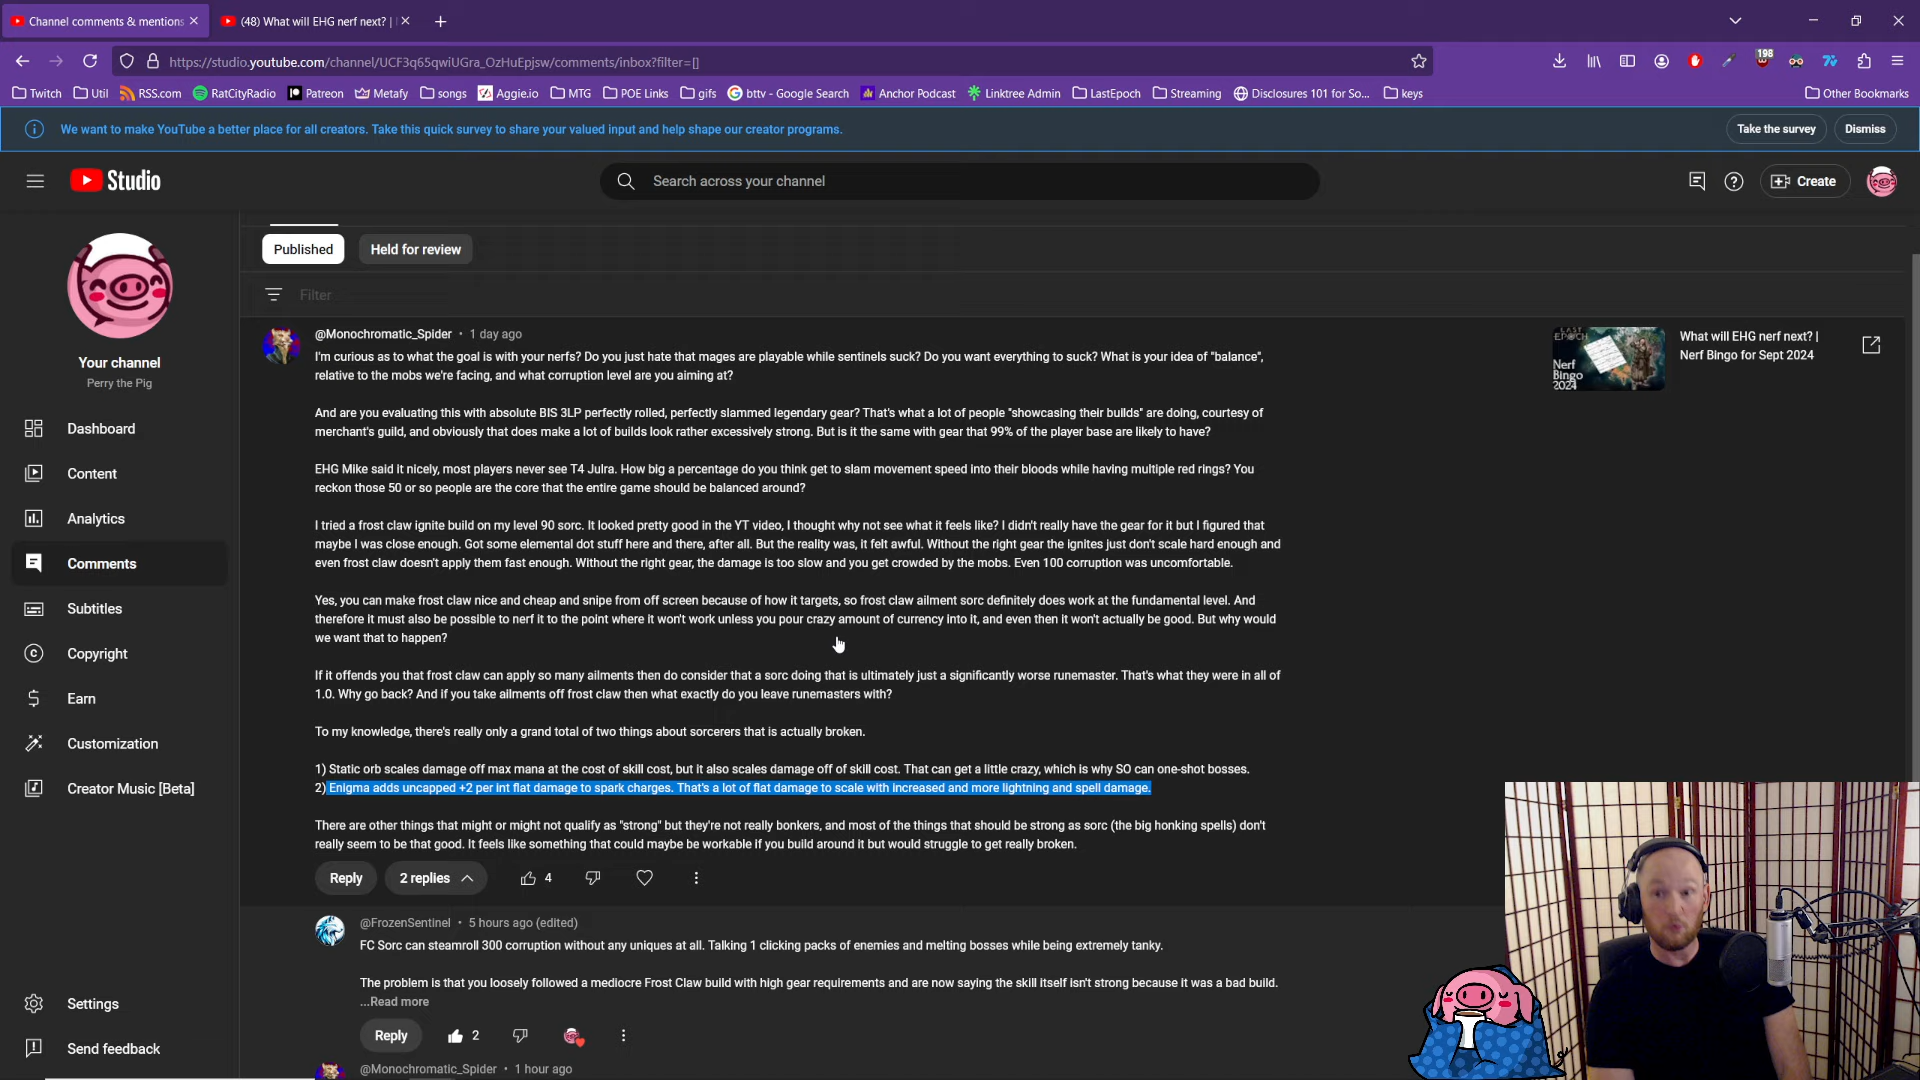 Channel comments & mentions
(48) What will EHG nerf next? |
https://studio.youtube.com/channel/UCF3q65qwiUGra_OzHuEpjsw/comments/inbox?filter=[]
198
Twitch
Util
RSS.com
RatCityRadio
Patreon
Metafy
songs
Aggie.io
MTG
POE Links
gifs
bttv - Google Search
Anchor Podcast
Linktree Admin
LastEpoch
Streaming
Disclosures 101 for So...
keys
Other Bookmarks
We want to make YouTube a better place for all creators. Take this quick survey to share your valued input and help shape our creator programs.
Take the survey
Dismiss
Studio
Search across your channel
Create
Your channel
Perry the Pig
Dashboard
Content
Analytics
Comments
Subtitles
Copyright
Earn
Customization
Creator Music [Beta]
Settings
Send feedback
Published
Held for review
Filter
@Monochromatic_Spider • 1 day ago
I'm curious as to what the goal is with your nerfs? Do you just hate that mages are playable while sentinels suck? Do you want everything to suck? What is your idea of "balance",
relative to the mobs we're facing, and what corruption level are you aiming at?
And are you evaluating this with absolute BIS 3LP perfectly rolled, perfectly slammed legendary gear? That's what a lot of people "showcasing their builds" are doing, courtesy of
merchant's guild, and obviously that does make a lot of builds look rather excessively strong. But is it the same with gear that 99% of the player base are likely to have?
EHG Mike said it nicely, most players never see T4 Julra. How big a percentage do you think get to slam movement speed into their bloods while having multiple red rings? You
reckon those 50 or so people are the core that the entire game should be balanced around?
I tried a frost claw ignite build on my level 90 sorc. It looked pretty good in the YT video, I thought why not see what it feels like? I didn't really have the gear for it but I figured that
maybe I was close enough. Got some elemental dot stuff here and there, after all. But the reality was, it felt awful. Without the right gear the ignites just don't scale hard enough and
even frost claw doesn't apply them fast enough. Without the right gear, the damage is too slow and you get crowded by the mobs. Even 100 corruption was uncomfortable.
Yes, you can make frost claw nice and cheap and snipe from off screen because of how it targets, so frost claw ailment sorc definitely does work at the fundamental level. And
therefore it must also be possible to nerf it to the point where it won't work unless you pour crazy amount of currency into it, and even then it won't actually be good. But why would
we want that to happen?
If it offends you that frost claw can apply so many ailments then do consider that a sorc doing that is ultimately just a significantly worse runemaster. That's what they were in all of
1.0. Why go back? And if you take ailments off frost claw then what exactly do you leave runemasters with?
To my knowledge, there's really only a grand total of two things about sorcerers that is actually broken.
1) Static orb scales damage off max mana at the cost of skill cost, but it also scales damage off of skill cost. That can get a little crazy, which is why SO can one-shot bosses.
2) Enigma adds uncapped +2 per int flat damage to spark charges. That's a lot of flat damage to scale with increased and more lightning and spell damage.
There are other things that might or might not qualify as "strong" but they're not really bonkers, and most of the things that should be strong as sorc (the big honking spells) don't
really seem to be that good. It feels like something that could maybe be workable if you build around it but would struggle to get really broken.
Reply
2 replies
4
@FrozenSentinel • 5 hours ago (edited)
FC Sorc can steamroll 300 corruption without any uniques at all. Talking 1 clicking packs of enemies and melting bosses while being extremely tanky.
The problem is that you loosely followed a mediocre Frost Claw build with high gear requirements and are now saying the skill itself isn't strong because it was a bad build.
...Read more
Reply
2
@Monochromatic_Spider • 1 hour ago
LAST EPOCH
Nerf
Bingo
2024
What will EHG nerf next? |
Nerf Bingo for Sept 2024